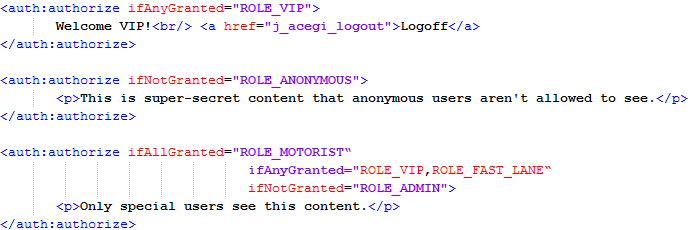 <auth:authorize ifAnyGranted="ROLE_VIP">
Welcome VIP!<br/> <a href="j_acegi_logout">Logoff</a>
</auth:authorize>
<auth:authorize ifNotGranted="ROLE_ANONYMOUS">
<p>This is super-secret content that anonymous users aren't allowed to see.</p>
</auth:authorize>
<auth:authorize ifAllGranted="ROLE_MOTORIST“
ifAnyGranted="ROLE_VIP,ROLE_FAST_LANE“
ifNotGranted="ROLE_ADMIN">
<p>Only special users see this content.</p>
</auth:authorize>